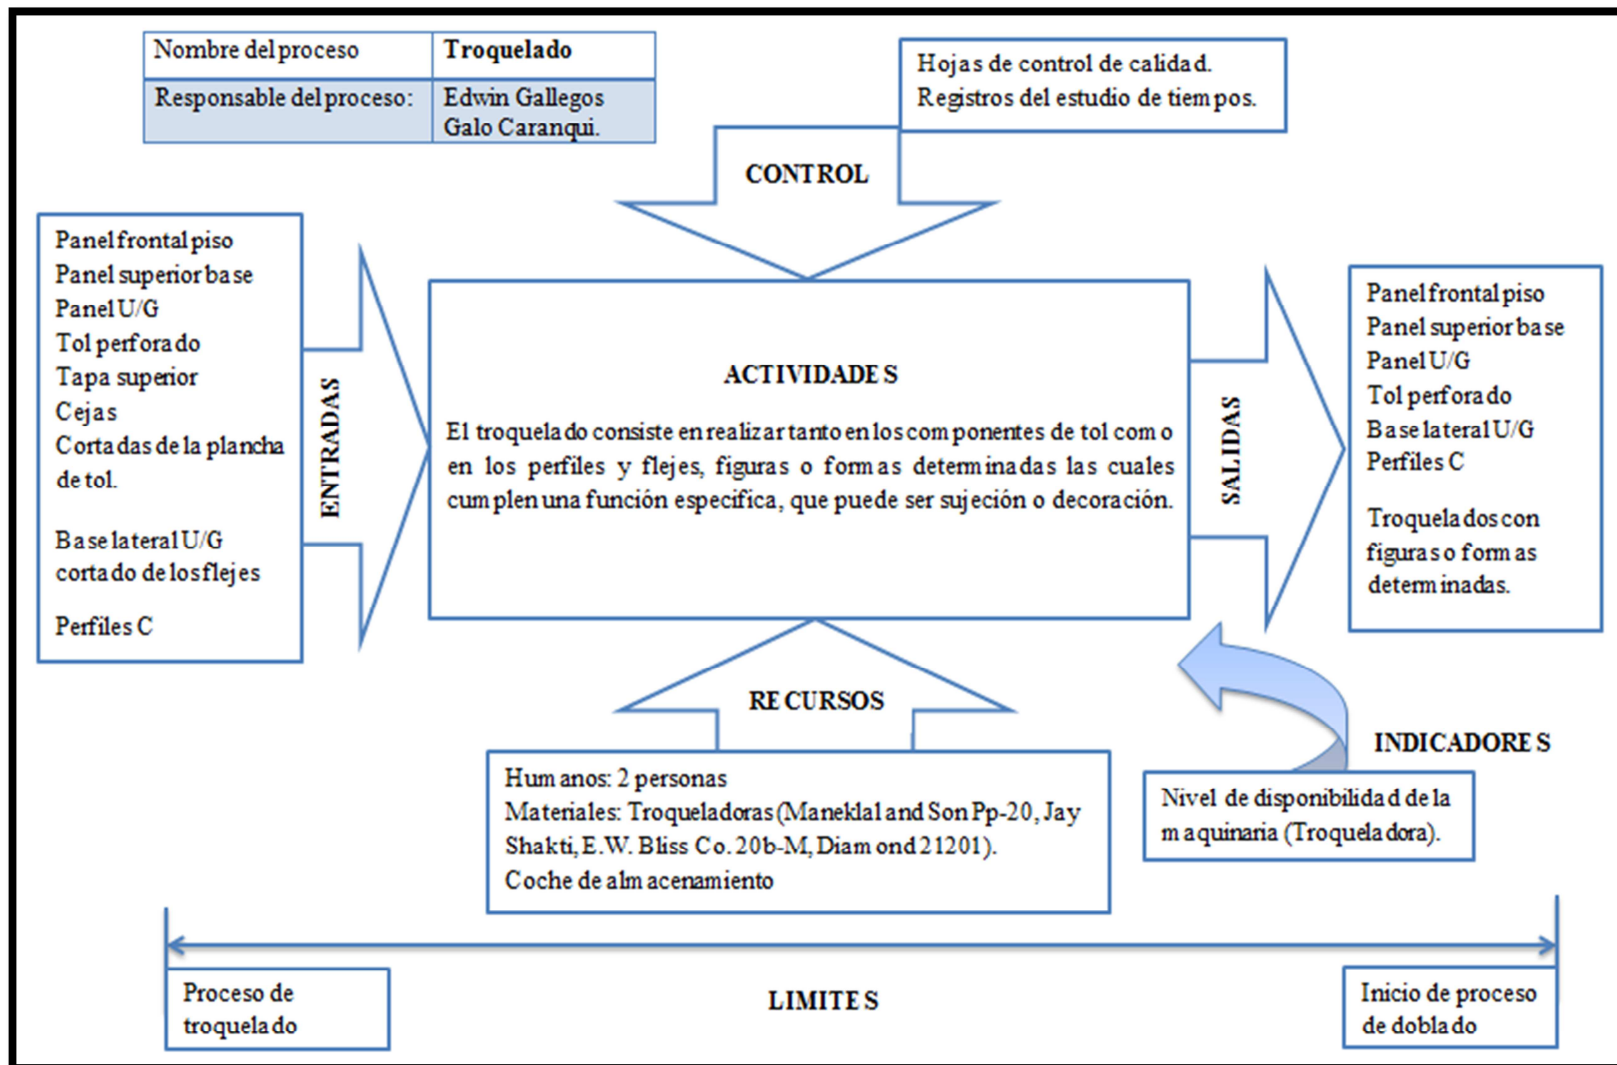 Nombre del proceso
Troquelado
Responsable del proceso:
Edwin Gallegos
Galo Caranqui.
Hojas de control de calidad.
Registros del estudio de tiempos.
CONTROL
Panel frontal piso
Panel superior base
Panel U/G
Tol perforado
Tapa superior
Cejas
Cortadas de la plancha
de tol.
Base lateral U/G
cortado de los flejes
Perfiles C
ENTRADAS
ACTIVIDADES
El troquelado consiste en realizar tanto en los componentes de tol como
en los perfiles y flejes, figuras o formas determinadas las cuales
cumplen una función especifica, que puede ser sujeción o decoración.
SALIDAS
Panel frontal piso
Panel superior base
Panel U/G
Tol perforado
Base lateral U/G
Perfiles C
Troquelados con
figuras o formas
determinadas.
RECURSOS
Humanos: 2 personas
Materiales: Troqueladoras (Maneklal and Son Pp-20, Jay
Shakti, E.W. Bliss Co. 20b-M, Diamond 21201).
Coche de almacenamiento
INDICADORES
Nivel de disponibilidad de la
maquinaria (Troqueladora).
Proceso de
troquelado
LIMITES
Inicio de proceso
de doblado